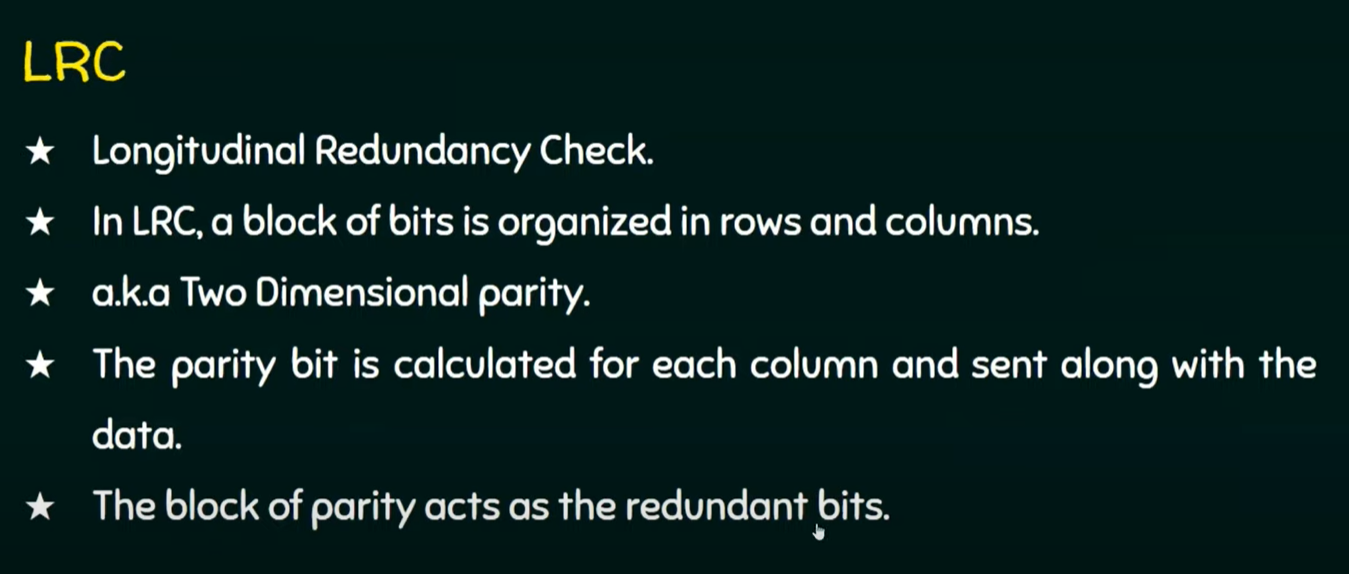 LRC
★ Longitudinal Redundancy Check.
★ In LRC, a block of bits is organized in rows and columns.
★ a.k.a Two Dimensional parity.
★ The parity bit is calculated for each column and sent along with the
data.
★ The block of parity acts as the redundant bits.